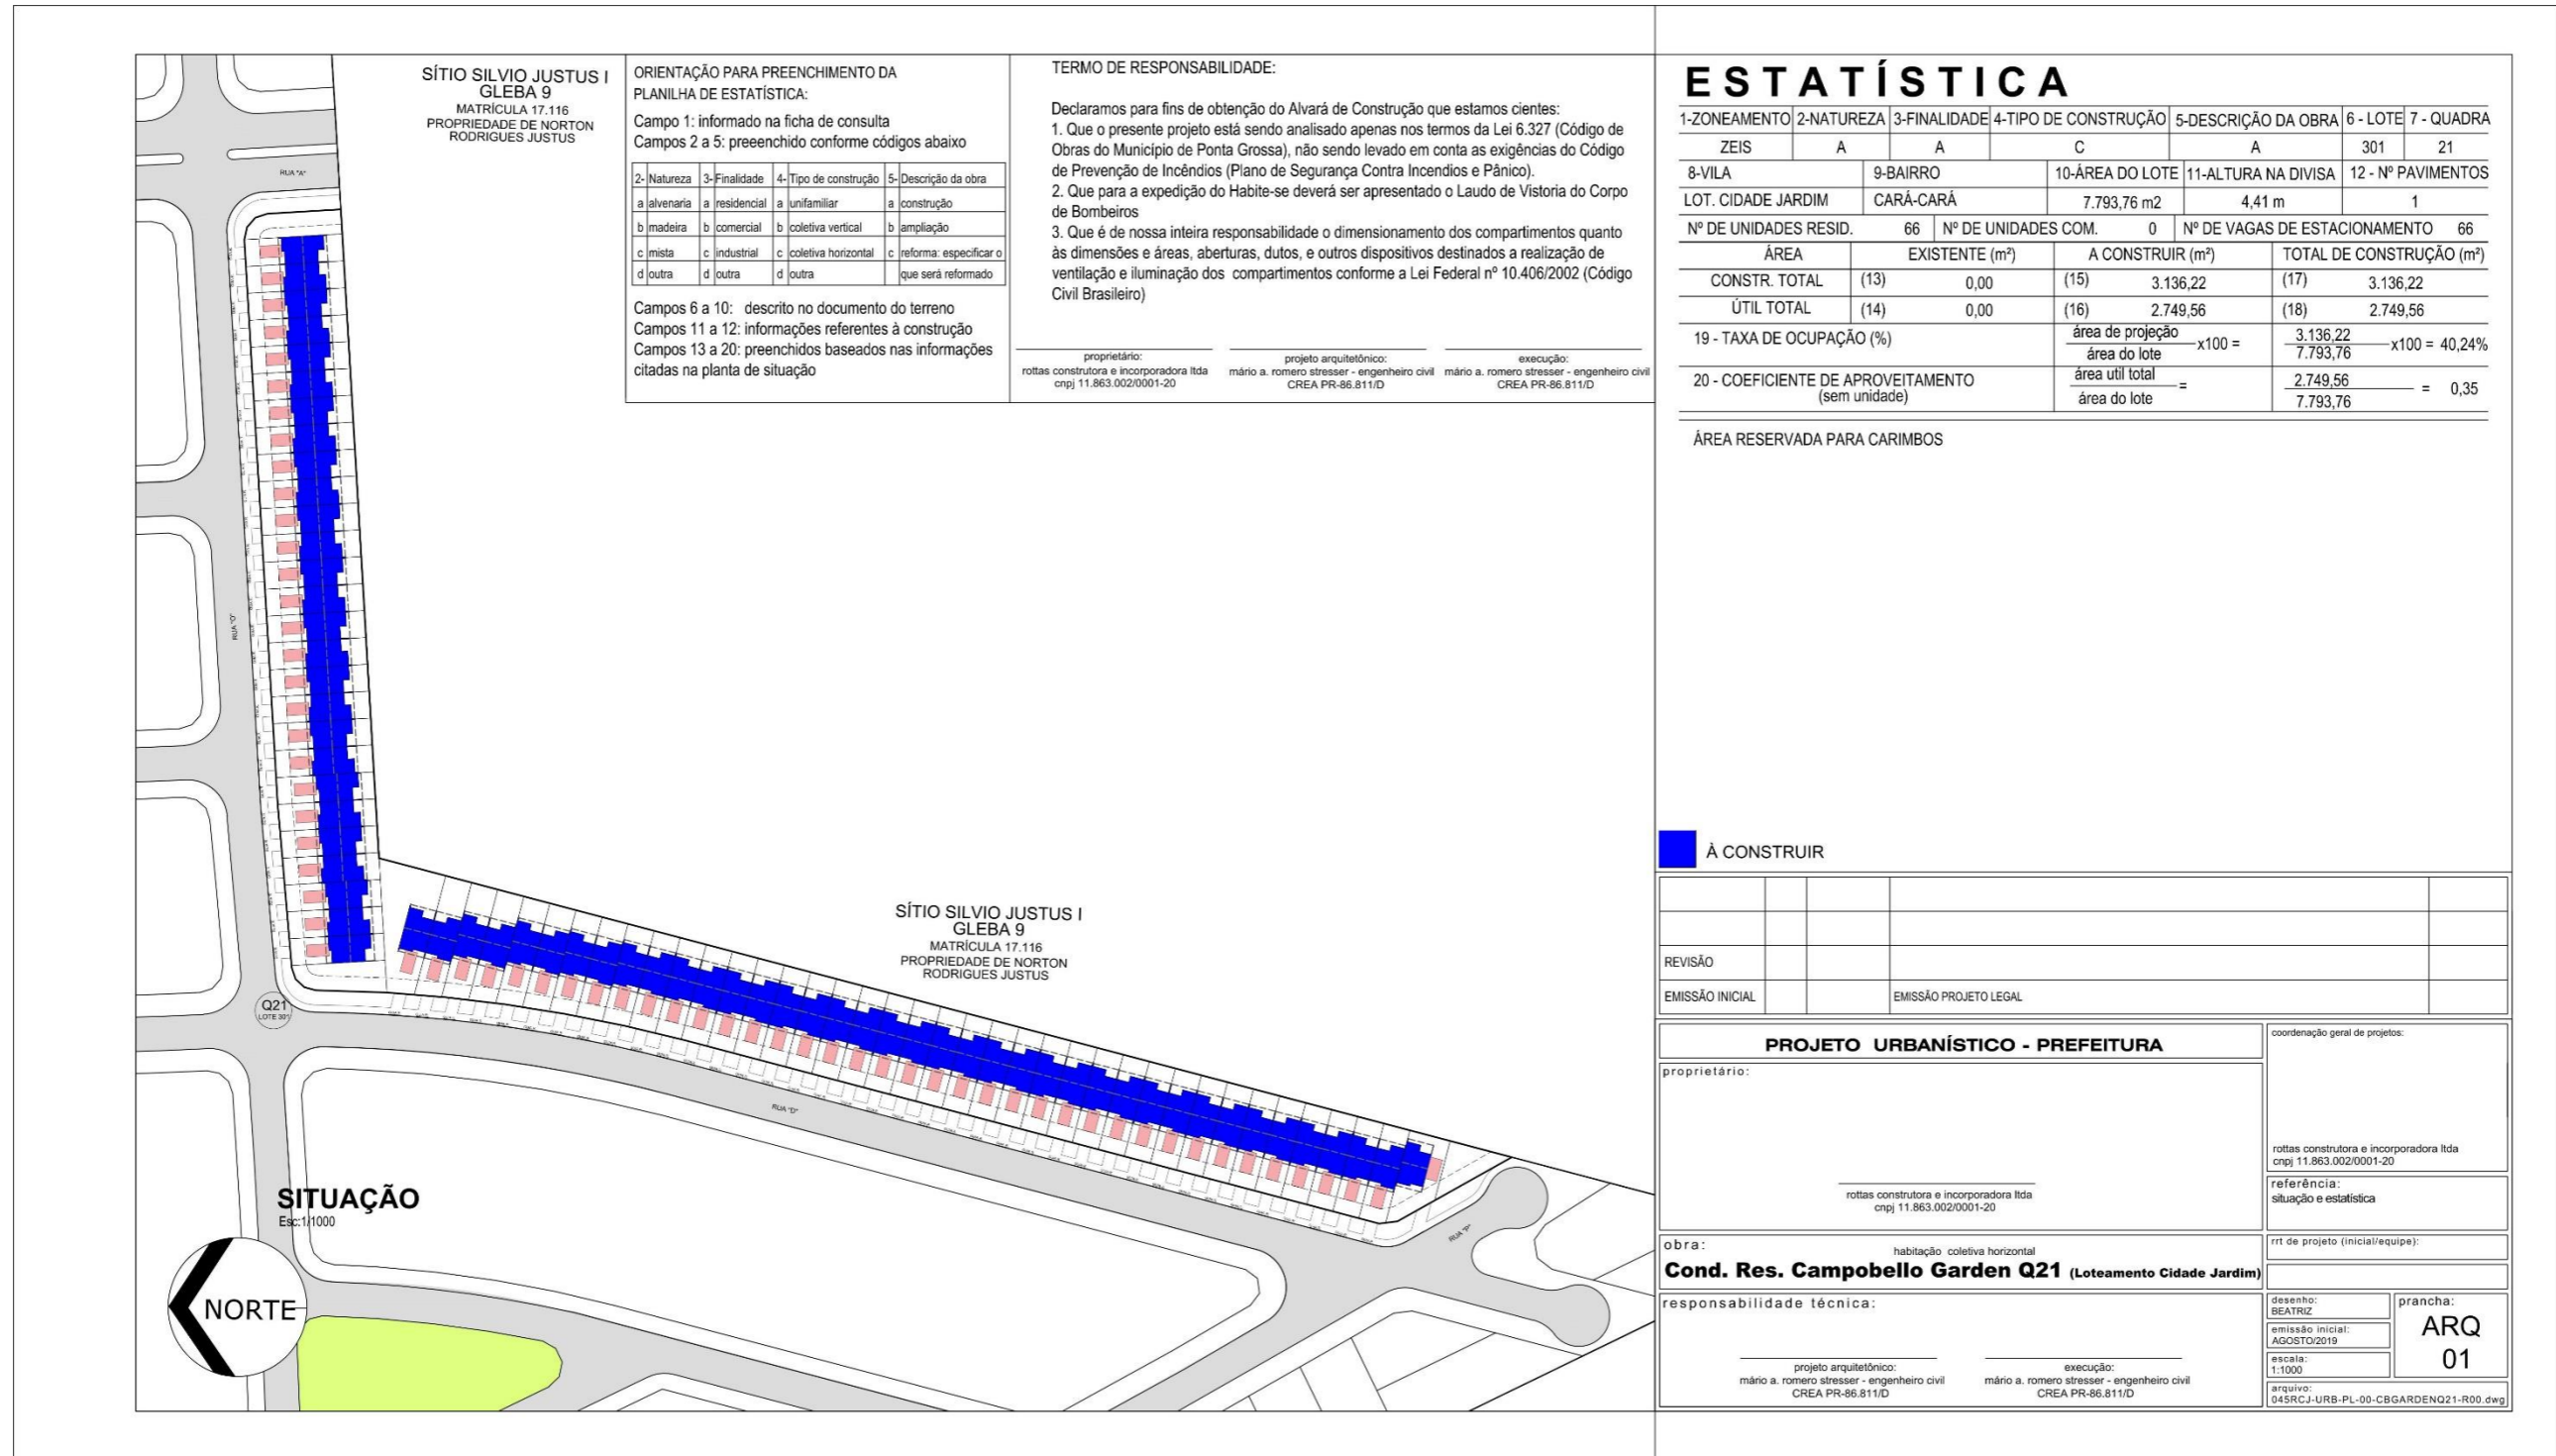 SÍTIO SILVIO JUSTUS I
GLEBA 9
MATRÍCULA 17.116
PROPRIEDADE DE NORTON
RODRIGUES JUSTUS
RUA "A"
RUA "O"
Q21
LOTE 301
SÍTIO SILVIO JUSTUS I
GLEBA 9
MATRÍCULA 17.116
PROPRIEDADE DE NORTON
RODRIGUES JUSTUS
RUA "D"
RUA "P"
SITUAÇÃO
Esc:1/1000
NORTE
ORIENTAÇÃO PARA PREENCHIMENTO DA
PLANILHA DE ESTATÍSTICA:
Campo 1: informado na ficha de consulta
Campos 2 a 5: preeenchido conforme códigos abaixo
2- Natureza 3- Finalidade 4- Tipo de construção 5- Descrição da obra
a alvenaria a residencial a unifamiliar a construção
b madeira b comercial b coletiva vertical b ampliação
c mista c industrial c coletiva horizontal c reforma: especificar o
d outra d outra d outra que será reformado
Campos 6 a 10: descrito no documento do terreno
Campos 11 a 12: informações referentes à construção
Campos 13 a 20: preenchidos baseados nas informações
citadas na planta de situação
TERMO DE RESPONSABILIDADE:
Declaramos para fins de obtenção do Alvará de Construção que estamos cientes:
1. Que o presente projeto está sendo analisado apenas nos termos da Lei 6.327 (Código de
Obras do Município de Ponta Grossa), não sendo levado em conta as exigências do Código
de Prevenção de Incêndios (Plano de Segurança Contra Incendios e Pânico).
2. Que para a expedição do Habite-se deverá ser apresentado o Laudo de Vistoria do Corpo
de Bombeiros
3. Que é de nossa inteira responsabilidade o dimensionamento dos compartimentos quanto
às dimensões e áreas, aberturas, dutos, e outros dispositivos destinados a realização de
ventilação e iluminação dos compartimentos conforme a Lei Federal nº 10.406/2002 (Código
Civil Brasileiro)
proprietário: projeto arquitetônico: execução:
rottas construtora e incorporadora ltda mário a. romero stresser - engenheiro civil mário a. romero stresser - engenheiro civil
cnpj 11.863.002/0001-20 CREA PR-86.811/D CREA PR-86.811/D
ESTATÍSTICA
1-ZONEAMENTO 2-NATUREZA 3-FINALIDADE 4-TIPO DE CONSTRUÇÃO 5-DESCRIÇÃO DA OBRA 6 - LOTE 7 - QUADRA
ZEIS A A C A 301 21
8-VILA 9-BAIRRO 10-ÁREA DO LOTE 11-ALTURA NA DIVISA 12 - Nº PAVIMENTOS
LOT. CIDADE JARDIM CARÁ-CARÁ 7.793,76 m2 4,41 m 1
Nº DE UNIDADES RESID. 66 Nº DE UNIDADES COM. 0 Nº DE VAGAS DE ESTACIONAMENTO 66
ÁREA EXISTENTE (m²) A CONSTRUIR (m²) TOTAL DE CONSTRUÇÃO (m²)
CONSTR. TOTAL (13) 0,00 (15) 3.136,22 (17) 3.136,22
ÚTIL TOTAL (14) 0,00 (16) 2.749,56 (18) 2.749,56
19 - TAXA DE OCUPAÇÃO (%) área de projeção x100 = 3.136,22 x100 = 40,24%
área do lote 7.793,76
20 - COEFICIENTE DE APROVEITAMENTO área util total = 2.749,56 = 0,35
(sem unidade) área do lote 7.793,76
ÁREA RESERVADA PARA CARIMBOS
À CONSTRUIR
REVISÃO
EMISSÃO INICIAL EMISSÃO PROJETO LEGAL
PROJETO URBANÍSTICO - PREFEITURA
coordenação geral de projetos:
proprietário:
rottas construtora e incorporadora ltda
cnpj 11.863.002/0001-20
rottas construtora e incorporadora ltda
cnpj 11.863.002/0001-20
referência:
situação e estatística
obra:
habitação coletiva horizontal
Cond. Res. Campobello Garden Q21 (Loteamento Cidade Jardim)
rrt de projeto (inicial/equipe):
responsabilidade técnica:
projeto arquitetônico: execução:
mário a. romero stresser - engenheiro civil mário a. romero stresser - engenheiro civil
CREA PR-86.811/D CREA PR-86.811/D
desenho:
BEATRIZ
emissão inicial:
AGOSTO/2019
escala:
1:1000
prancha:
ARQ
01
arquivo:
045RCJ-URB-PL-00-CBGARDENQ21-R00.dwg